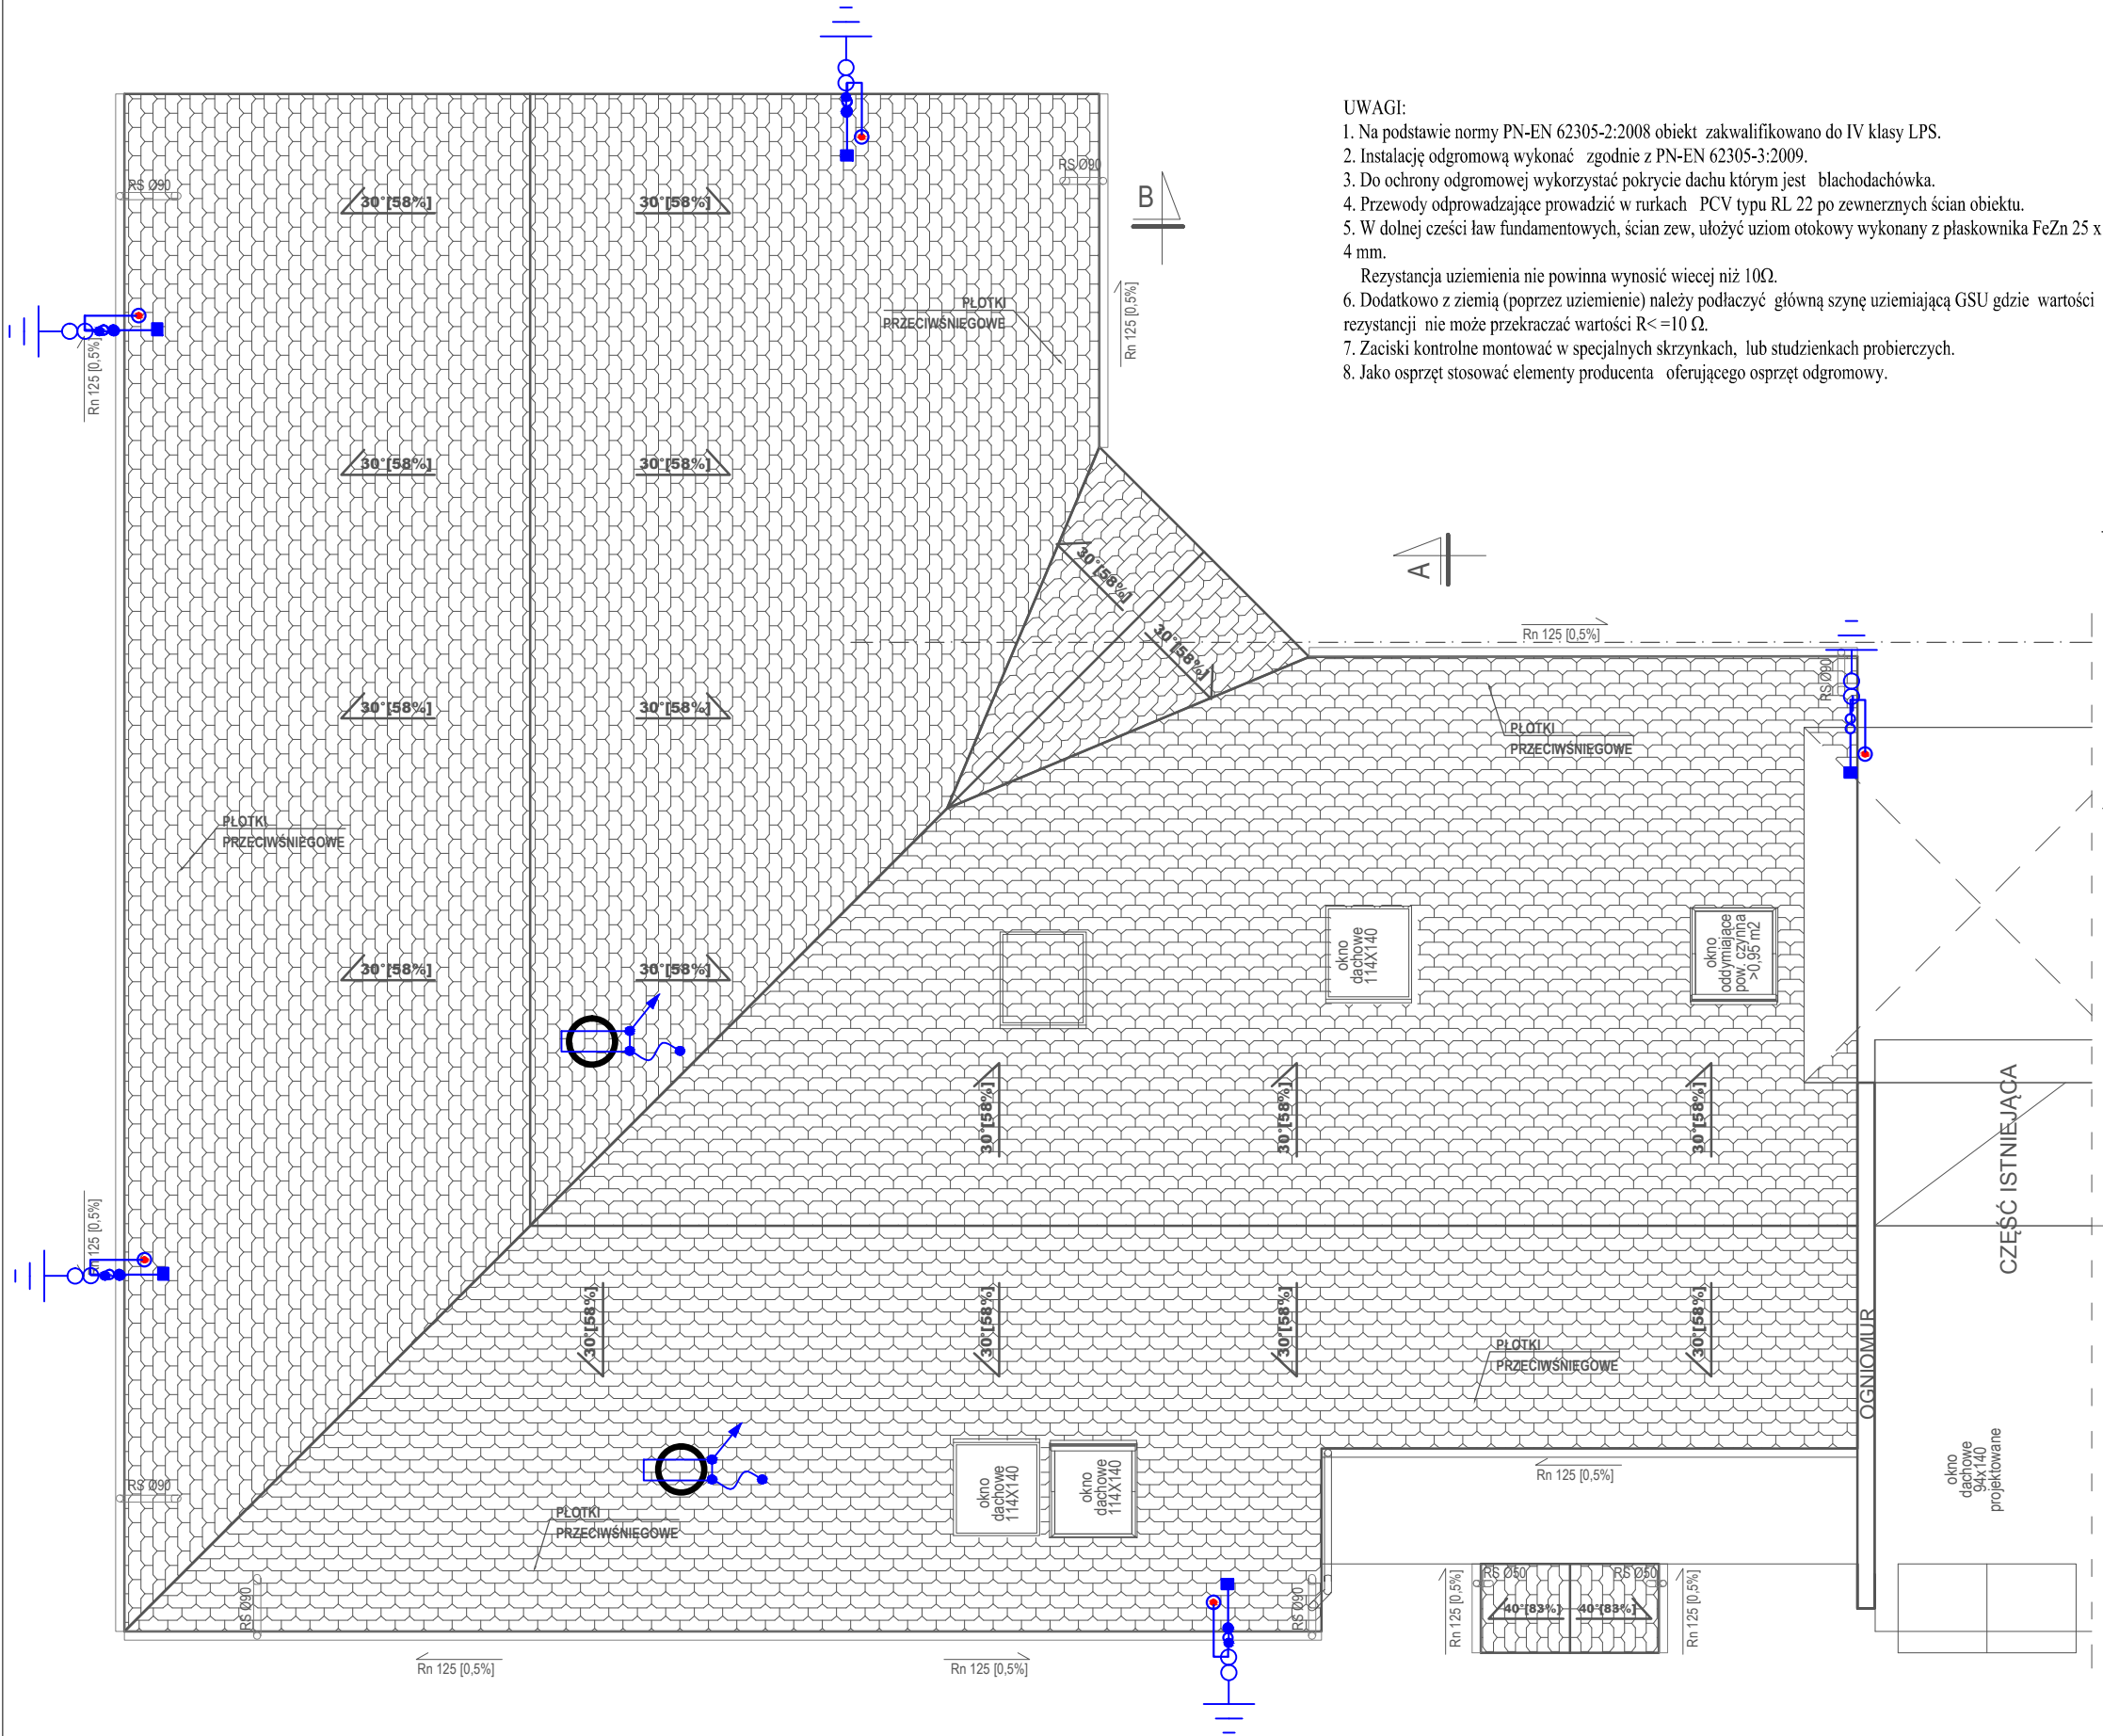 UWAGI:
1. Na podstawie normy PN-EN 62305-2:2008 obiekt zakwalifikowano do IV klasy LPS.
2. Instalację odgromową wykonać zgodnie z PN-EN 62305-3:2009.
3. Do ochrony odgromowej wykorzystać pokrycie dachu którym jest blachodachówka.
4. Przewody odprowadzające prowadzić w rurkach PCV typu RL 22 po zewnerznych ścian obiektu.
5. W dolnej cześci ław fundamentowych, ścian zew, ułożyć uziom otokowy wykonany z płaskownika FeZn 25 x
4 mm.
Rezystancja uziemienia nie powinna wynosić wiecej niż 10Ω.
6. Dodatkowo z ziemią (poprzez uziemienie) należy podłaczyć główną szynę uziemiającą GSU gdzie wartości
rezystancji nie może przekraczać wartości R< =10 Ω.
7. Zaciski kontrolne montować w specjalnych skrzynkach, lub studzienkach probierczych.
8. Jako osprzęt stosować elementy producenta oferującego osprzęt odgromowy.
RS Ø90
RS Ø90
B
30°[58%]
30°[58%]
PŁOTKI
PRZECIWŚNIEGOWE
Rn 125 [0,5%]
Rn 125 [0,5%]
30°[58%]
30°[58%]
A
30°[58%]
30°[58%]
Rn 125 [0,5%]
RS Ø90
30°[58%]
30°[58%]
PŁOTKI
PRZECIWŚNIEGOWE
PŁOTKI
PRZECIWŚNIEGOWE
okno
dachowe
114X140
okno
oddymiające
pow. czynna
>0,95 m2
30°[58%]
30°[58%]
30°[58%]
30°[58%]
30°[58%]
CZĘŚĆ ISTNIEJĄCA
Rn 125 [0,5%]
30°[58%]
30°[58%]
30°[58%]
30°[58%]
PŁOTKI
PRZECIWŚNIEGOWE
OGNIOMUR
RS Ø90
PŁOTKI
PRZECIWŚNIEGOWE
okno
dachowe
114X140
okno
dachowe
114X140
Rn 125 [0,5%]
okno
dachowe
94x140
projektowane
RS Ø90
RS Ø90
Rn 125 [0,5%]
RS Ø50
RS Ø50
40°[83%]
40°[83%]
Rn 125 [0,5%]
Rn 125 [0,5%]
Rn 125 [0,5%]